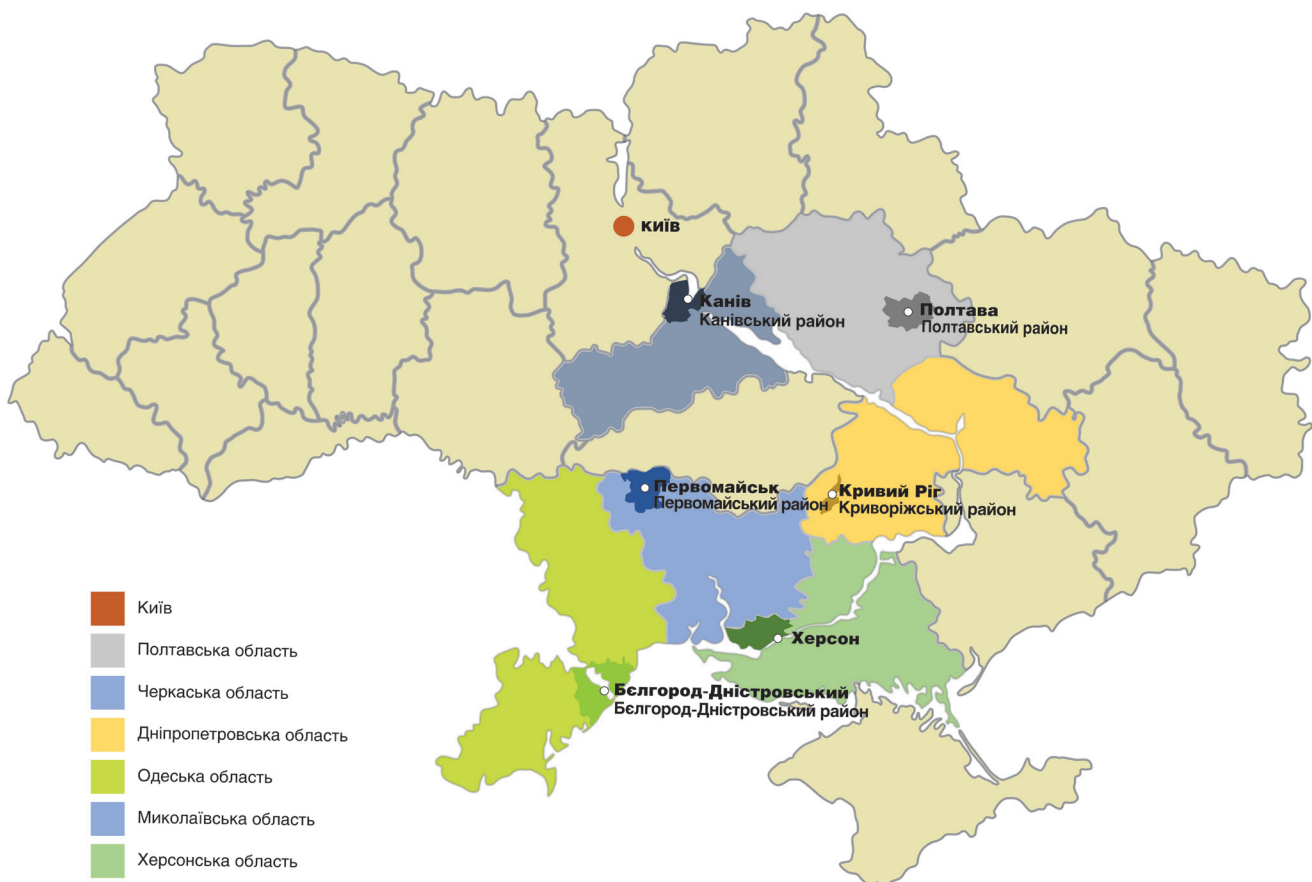 київ
Канів
Канівський район
Полтава
Полтавський район
Первомайськ
Первомайський район
Кривий Ріг
Криворіжський район
Херсон
Бєлгород-Дністровський
Бєлгород-Дністровський район
Київ
Полтавська область
Черкаська область
Дніпропетровська область
Одеська область
Миколаївська область
Херсонська область